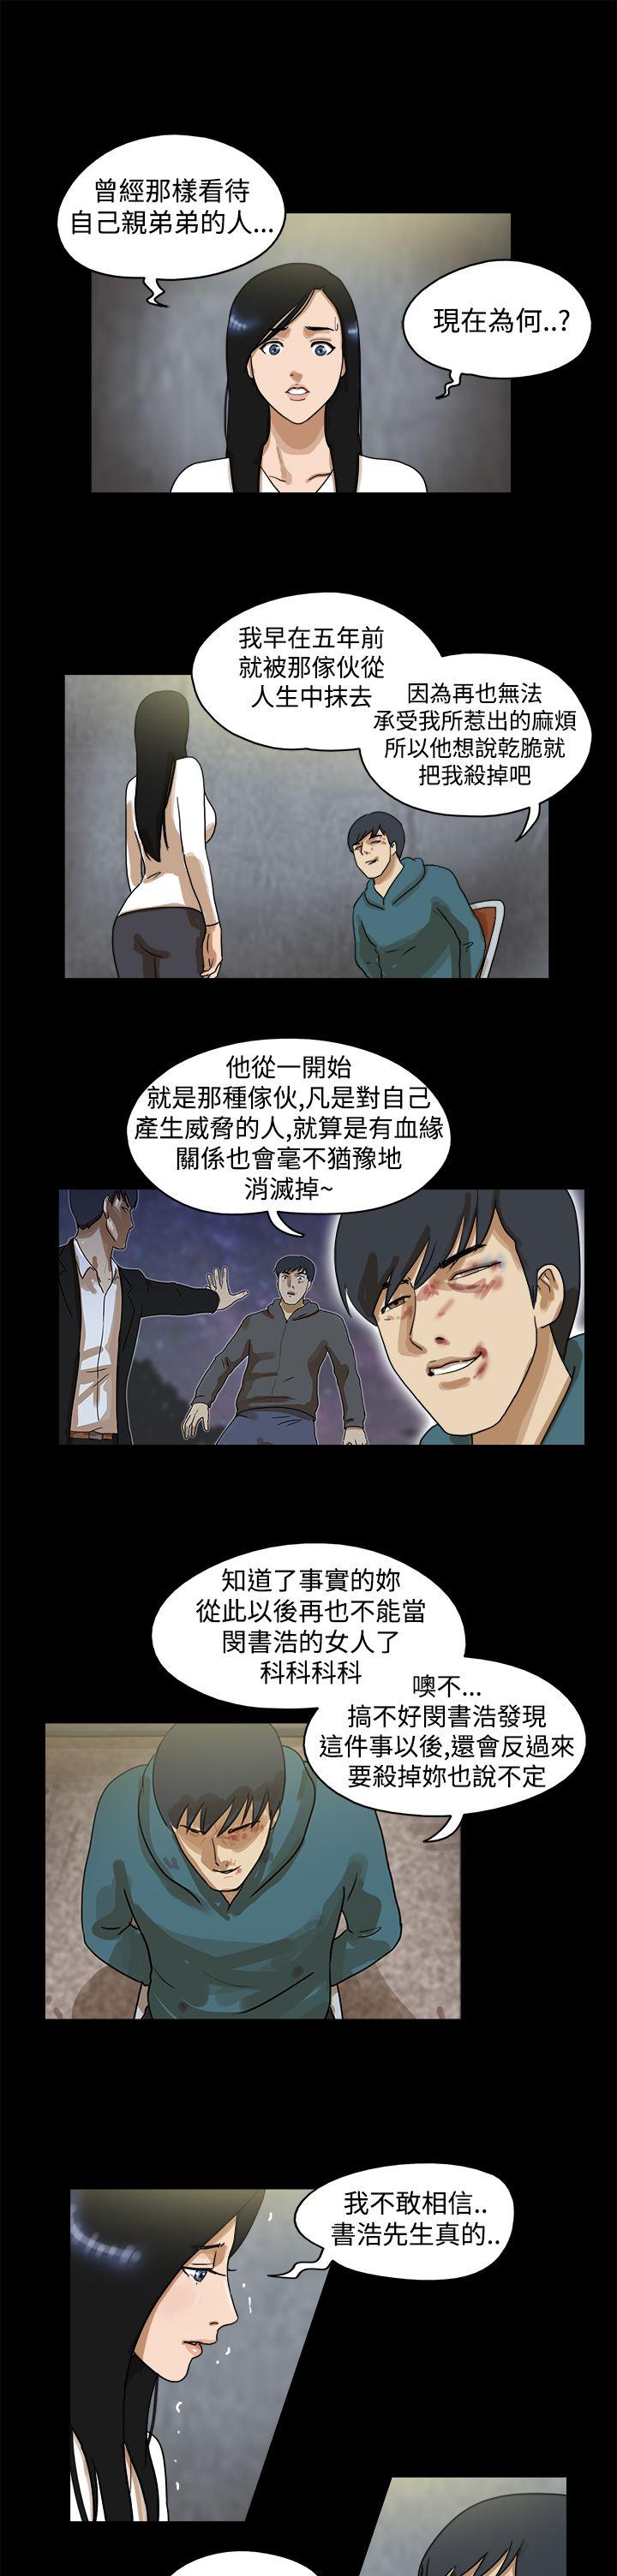 曾經那樣看待
自己親弟弟的人...
現在為何..?
我早在五年前
就被那傢伙從
人生中抹去
因為再也無法
承受我所惹出的麻煩
所以他想說乾脆就
把我殺掉吧
他從一開始
就是那種傢伙,凡是對自己
產生威脅的人,就算是有血緣
關係也會毫不猶豫地
消滅掉~
知道了事實的妳
從此以後再也不能當
閔書浩的女人了
科科科科
噢不...
搞不好閔書浩發現
這件事以後,還會反過來
要殺掉妳也說不定
我不敢相信..
書浩先生真的..